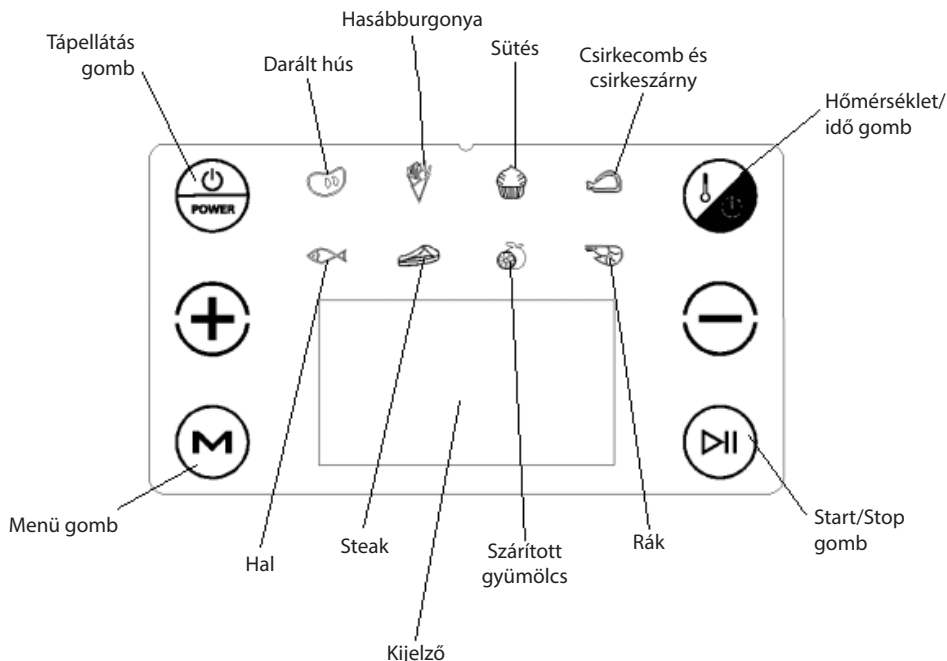 Hasábburgonya
Tápellátás
gomb
Darált hús
Sütés
Csirkecomb és
csirkeszárny
Hőmérséklet/
idő gomb
POWER
M
Menü gomb
Hal
Steak
Szárított
gyümölcs
Rák
Start/Stop
gomb
Kijelző